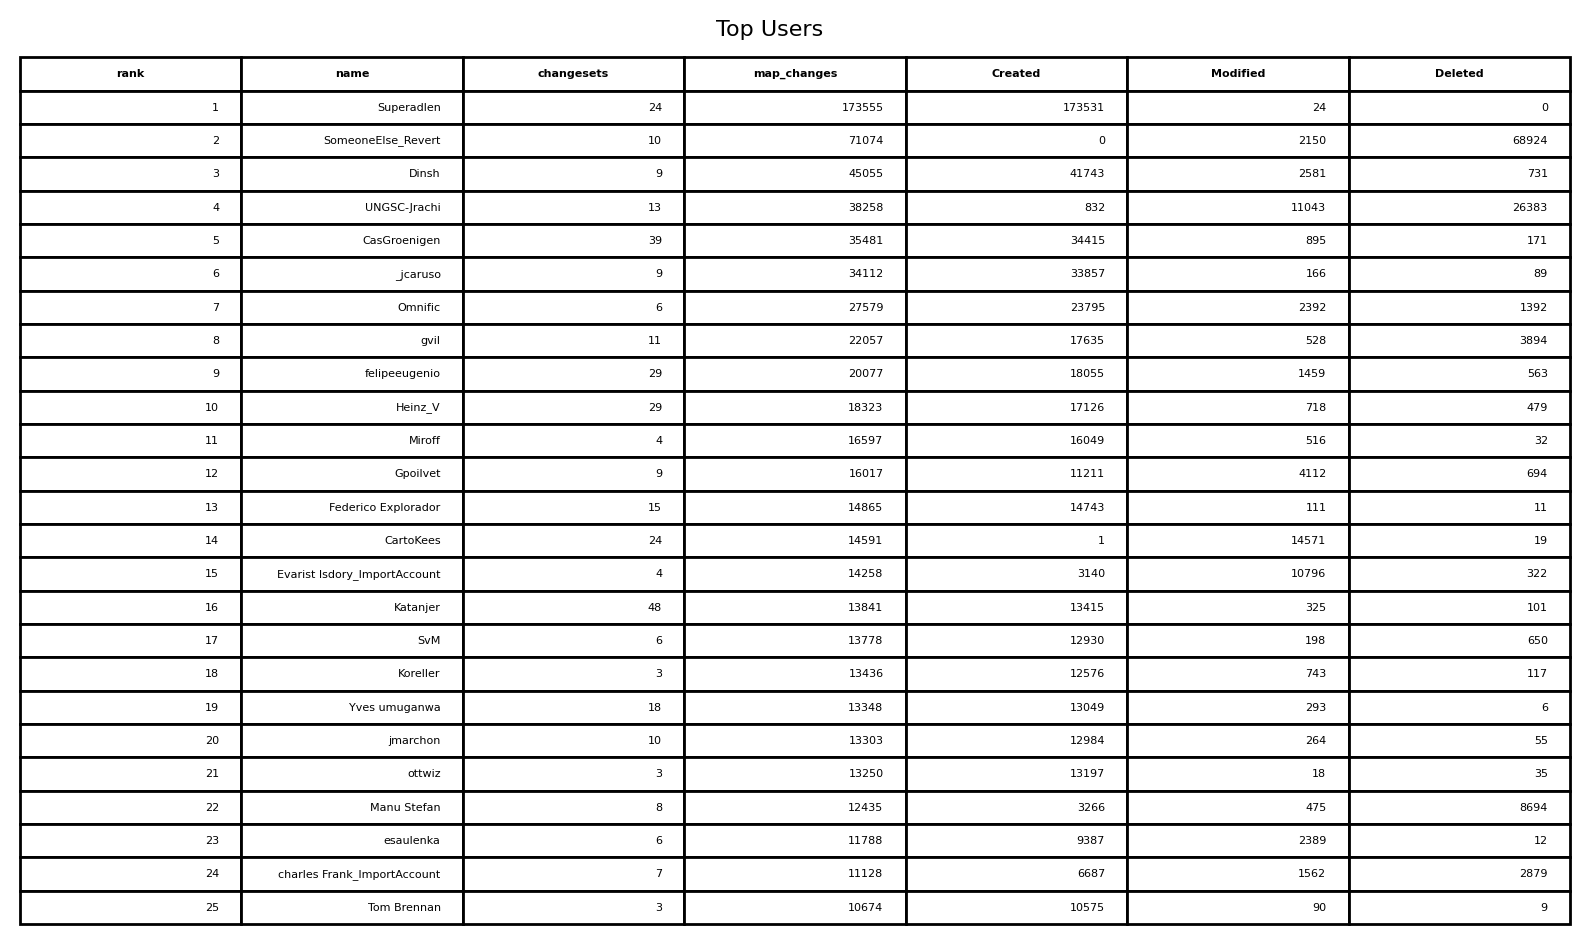 Top Users
rank name changesets map_changes Created Modified Deleted
1 Superadlen 24 173555 173531 24 0
2 SomeoneElse_Revert 10 71074 0 2150 68924
3 Dinsh 9 45055 41743 2581 731
4 UNGSC-Jrachi 13 38258 832 11043 26383
5 CasGroenigen 39 35481 34415 895 171
6 _jcaruso 9 34112 33857 166 89
7 Omnific 6 27579 23795 2392 1392
8 gvil 11 22057 17635 528 3894
9 felipeeugenio 29 20077 18055 1459 563
10 Heinz_V 29 18323 17126 718 479
11 Miroff 4 16597 16049 516 32
12 Gpoilvet 9 16017 11211 4112 694
13 Federico Explorador 15 14865 14743 111 11
14 CartoKees 24 14591 1 14571 19
15 Evarist Isdory_ImportAccount 4 14258 3140 10796 322
16 Katanjer 48 13841 13415 325 101
17 SvM 6 13778 12930 198 650
18 Koreller 3 13436 12576 743 117
19 Yves umuganwa 18 13348 13049 293 6
20 jmarchon 10 13303 12984 264 55
21 ottwiz 3 13250 13197 18 35
22 Manu Stefan 8 12435 3266 475 8694
23 esaulenka 6 11788 9387 2389 12
24 charles Frank_ImportAccount 7 11128 6687 1562 2879
25 Tom Brennan 3 10674 10575 90 9